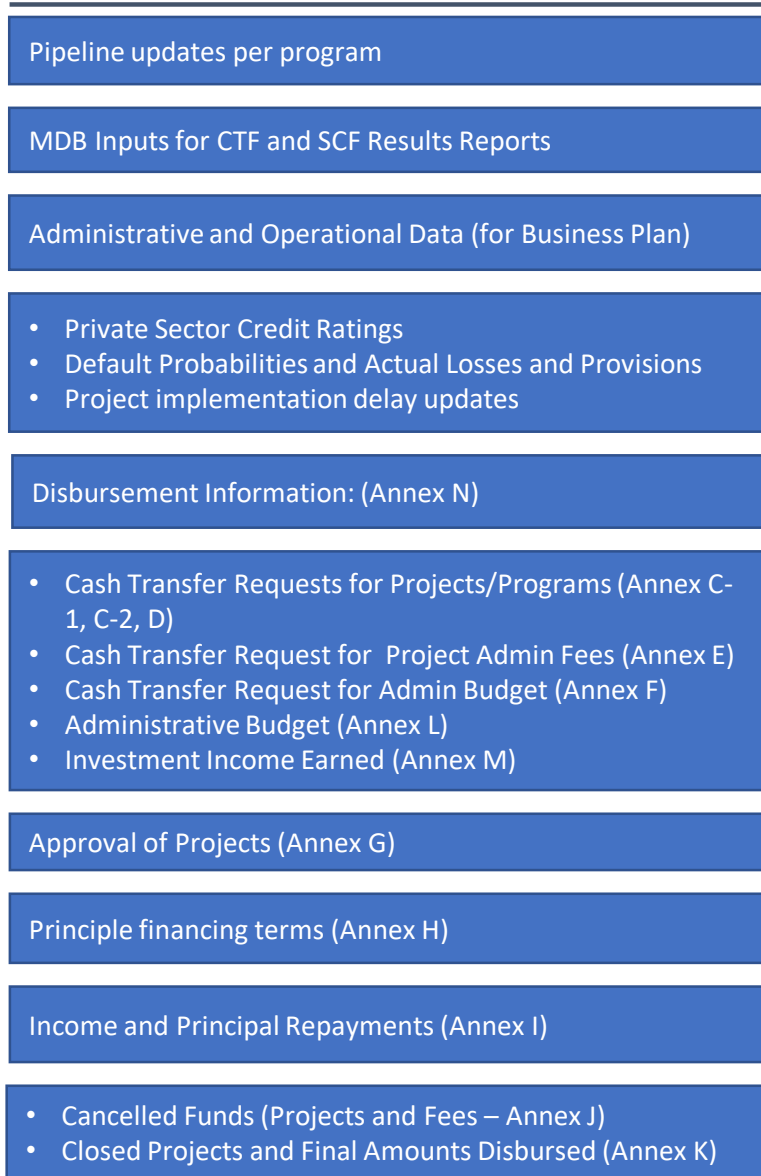 Pipeline updates per program
MDB Inputs for CTF and SCF Results Reports
Administrative and Operational Data (for Business Plan)
• Private Sector Credit Ratings
• Default Probabilities and Actual Losses and Provisions
• Project implementation delay updates
Disbursement Information: (Annex N)
• Cash Transfer Requests for Projects/Programs (Annex C-
1, C-2, D)
• Cash Transfer Request for  Project Admin Fees (Annex E)
• Cash Transfer Request for Admin Budget (Annex F)
• Administrative Budget (Annex L)
• Investment Income Earned (Annex M)
Approval of Projects (Annex G)
Principle financing terms (Annex H)
Income and Principal Repayments (Annex I)
• Cancelled Funds (Projects and Fees – Annex J)
• Closed Projects and Final Amounts Disbursed (Annex K)